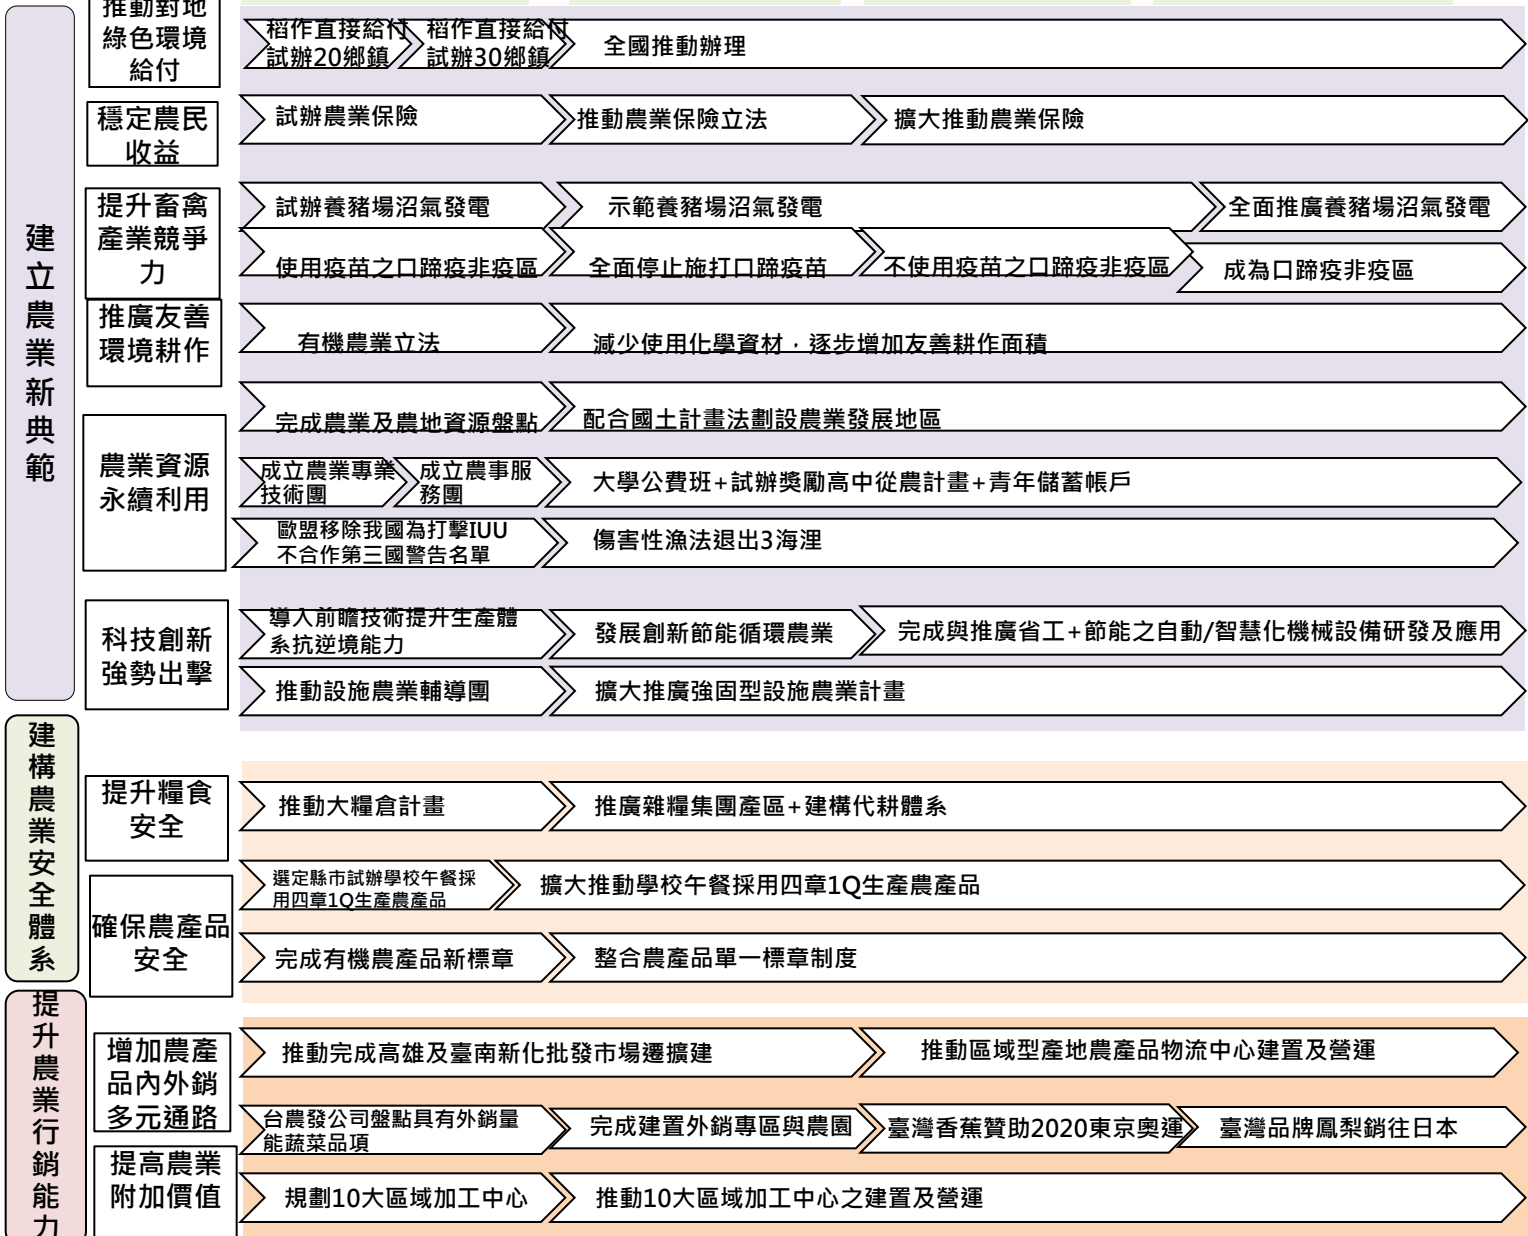 建立農業新典範
推動對地
綠色環境
給付
稻作直接給付
試辦20鄉鎮
稻作直接給付
試辦30鄉鎮
全國推動辦理
穩定農民
收益
試辦農業保險
推動農業保險立法
擴大推動農業保險
提升畜禽
產業競爭
力
試辦養豬場沼氣發電
示範養豬場沼氣發電
全面推廣養豬場沼氣發電
使用疫苗之口蹄疫非疫區
全面停止施打口蹄疫苗
不使用疫苗之口蹄疫非疫區
成為口蹄疫非疫區
推廣友善
環境耕作
有機農業立法
減少使用化學資材，逐步增加友善耕作面積
農業資源
永續利用
完成農業及農地資源盤點
配合國土計畫法劃設農業發展地區
成立農業專業
技術團
成立農事服
務團
大學公費班+試辦獎勵高中從農計畫+青年儲蓄帳戶
歐盟移除我國為打擊IUU
不合作第三國警告名單
傷害性漁法退出3海浬
科技創新
強勢出擊
導入前瞻技術提升生產體
系抗逆境能力
發展創新節能循環農業
完成與推廣省工+節能之自動/智慧化機械設備研發及應用
推動設施農業輔導團
擴大推廣強固型設施農業計畫
建構農業安全體系
提升糧食
安全
推動大糧倉計畫
推廣雜糧集團產區+建構代耕體系
確保農產品
安全
選定縣市試辦學校午餐採
用四章1Q生產農產品
擴大推動學校午餐採用四章1Q生產農產品
完成有機農產品新標章
整合農產品單一標章制度
提升農業行銷能力
增加農產
品內外銷
多元通路
推動完成高雄及臺南新化批發市場遷擴建
推動區域型產地農產品物流中心建置及營運
台農發公司盤點具有外銷量
能蔬菜品項
完成建置外銷專區與農園
臺灣香蕉贊助2020東京奧運
臺灣品牌鳳梨銷往日本
提高農業
附加價值
規劃10大區域加工中心
推動10大區域加工中心之建置及營運